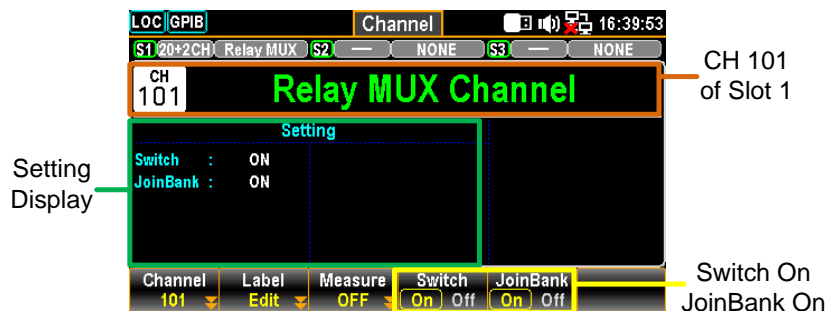 LOC GPIB Channel 16:39:53
S1 20+2CH Relay MUX S2 — NONE S3 — NONE
CH
101
Relay MUX Channel
CH 101
of Slot 1
Setting
Switch : ON
JoinBank : ON
Setting
Display
Channel Label Measure Switch JoinBank
101 Edit OFF On Off On Off
Switch On
JoinBank On